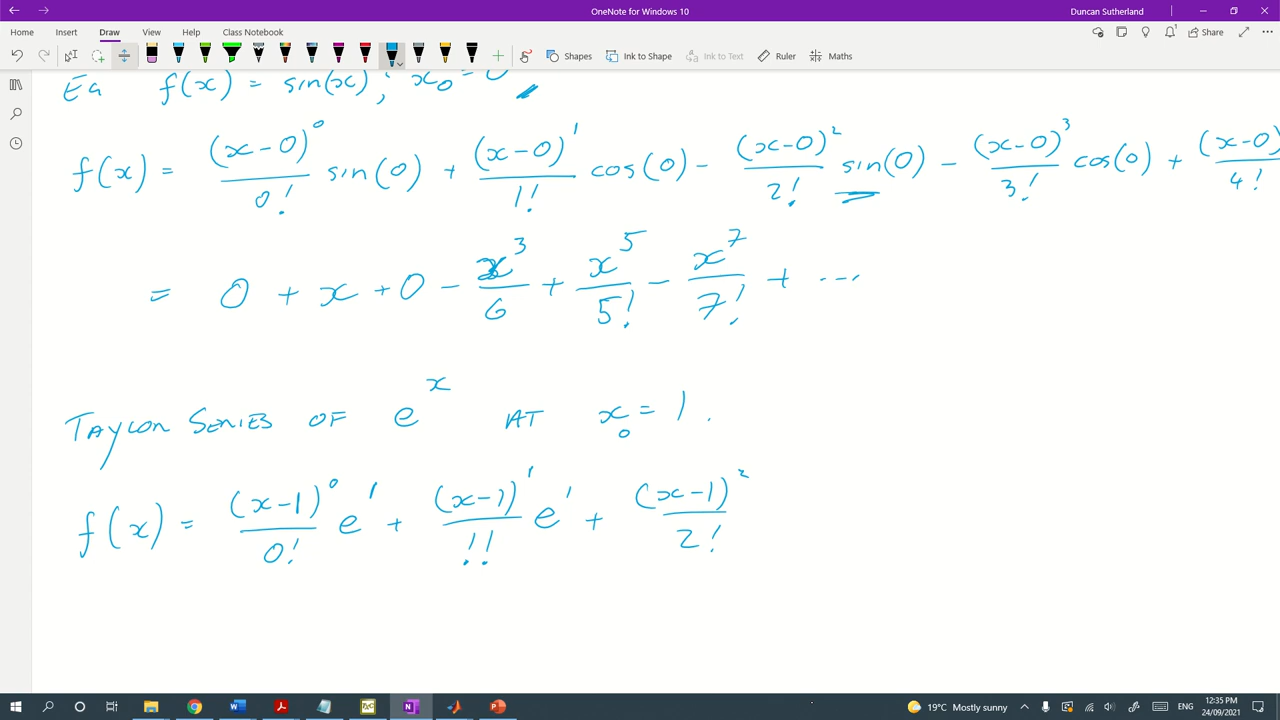 OneNote for Windows 10
Duncan Sutherland
Home Insert Draw View Help Class Notebook
Share
Shapes Ink to Shape Ink to Text Ruler Maths
Eg f(x) = sin(x), x₀ = 0
f(x) = (x-0)⁰/0! sin(0) + (x-0)¹/1! cos(0) - (x-0)²/2! sin(0) - (x-0)³/3! cos(0) + (x-0)/4!
= 0 + x + 0 - x³/6 + x⁵/5! - x⁷/7! + ...
TAYLOR SERIES OF eˣ AT x₀ = 1.
f(x) = (x-1)⁰/0! e¹ + (x-1)¹/1! e¹ + (x-1)²/2!
19°C Mostly sunny
ENG
12:35 PM
24/09/2021